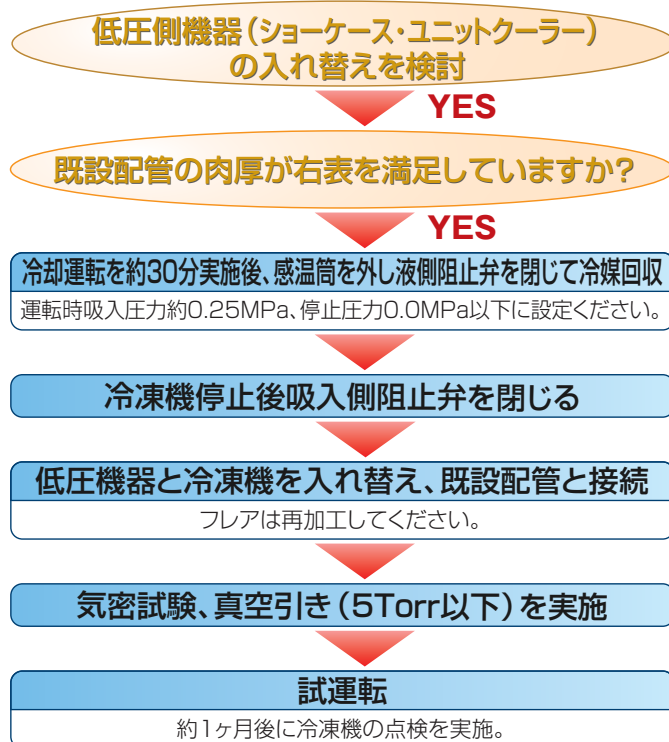 低圧側機器(ショーケース・ユニットクーラー)
の入れ替えを検討
YES
既設配管の肉厚が右表を満足していますか?
YES
冷却運転を約30分実施後、感温筒を外し液側阻止弁を閉じて冷媒回収
運転時吸入圧力約0.25MPa、停止圧力0.0MPa以下に設定ください。
冷凍機停止後吸入側阻止弁を閉じる
低圧機器と冷凍機を入れ替え、既設配管と接続
フレアは再加工してください。
気密試験、真空引き(5Torr以下)を実施
試運転
約1ヶ月後に冷凍機の点検を実施。